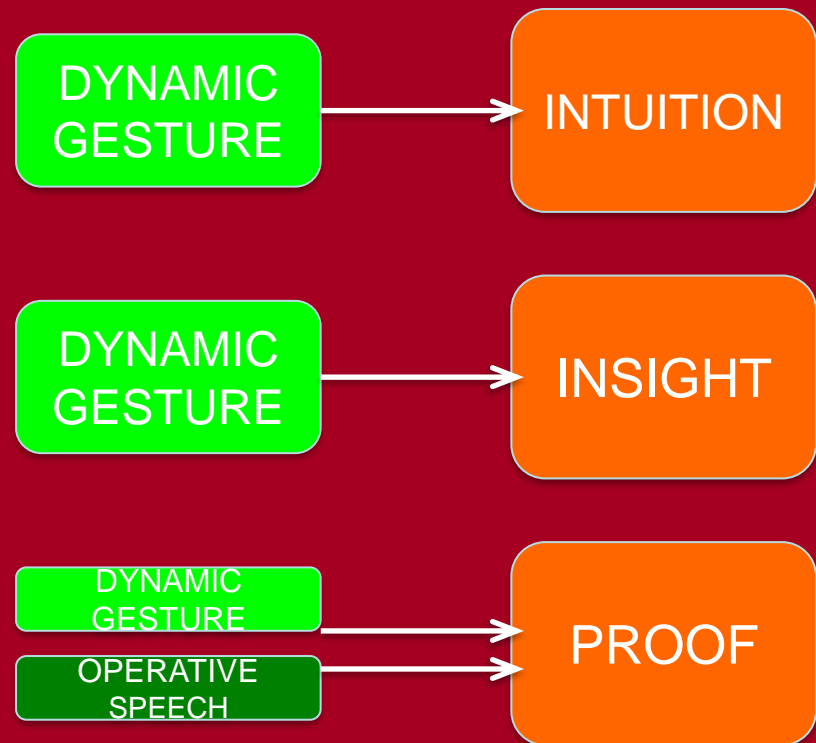 DYNAMIC
GESTURE
INTUITION
DYNAMIC
GESTURE
INSIGHT
DYNAMIC
GESTURE
OPERATIVE
SPEECH
PROOF